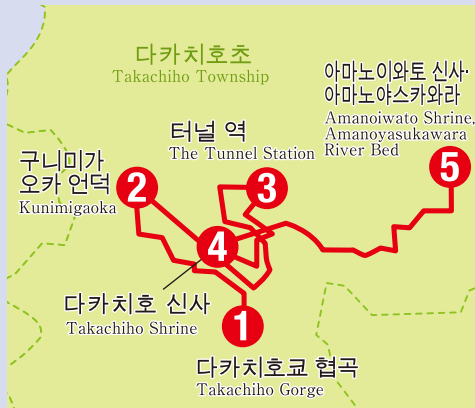 다카치호초
Takachiho Township
아마노이와토 신사·
아마노야스카와라
Amanoiwato Shrine,
Amanoyasukawara
River Bed
터널 역
The Tunnel Station
구니미가
오카 언덕
Kunimigaoka
2
3
5
4
다카치호 신사
Takachiho Shrine
1
다카치호쿄 협곡
Takachiho Gorge